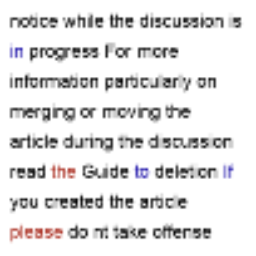 notice while the discussion is
in progress For more
information particularly on
merging or moving the
article during the discussion
read the Guide to deletion If
you created the article
please do nt take offense